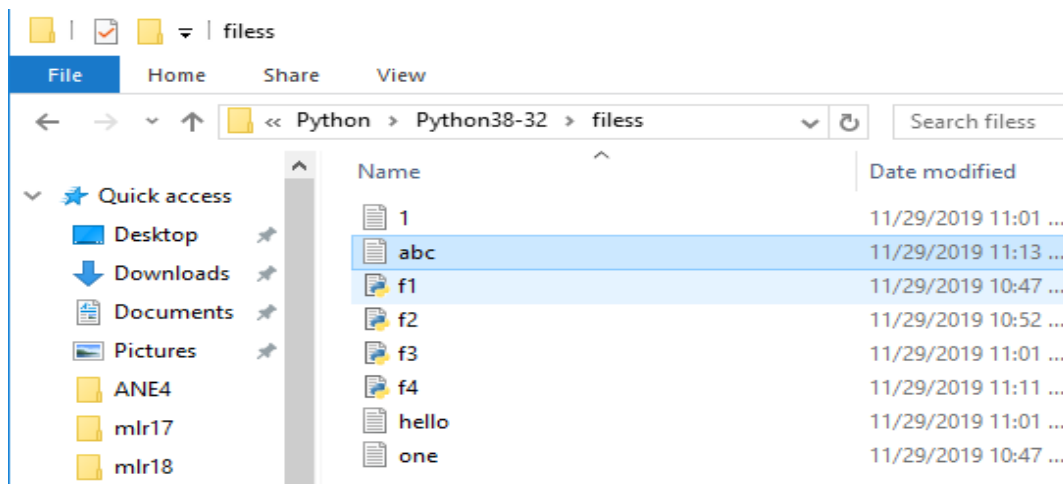 filess
File Home Share View
« Python > Python38-32 > filess Search filess
Name Date modified
Quick access
Desktop
Downloads
Documents
Pictures
ANE4
mlr17
mlr18
1 11/29/2019 11:01 ...
abc 11/29/2019 11:13 ...
f1 11/29/2019 10:47 ...
f2 11/29/2019 10:52 ...
f3 11/29/2019 11:01 ...
f4 11/29/2019 11:11 ...
hello 11/29/2019 11:01 ...
one 11/29/2019 10:47 ...